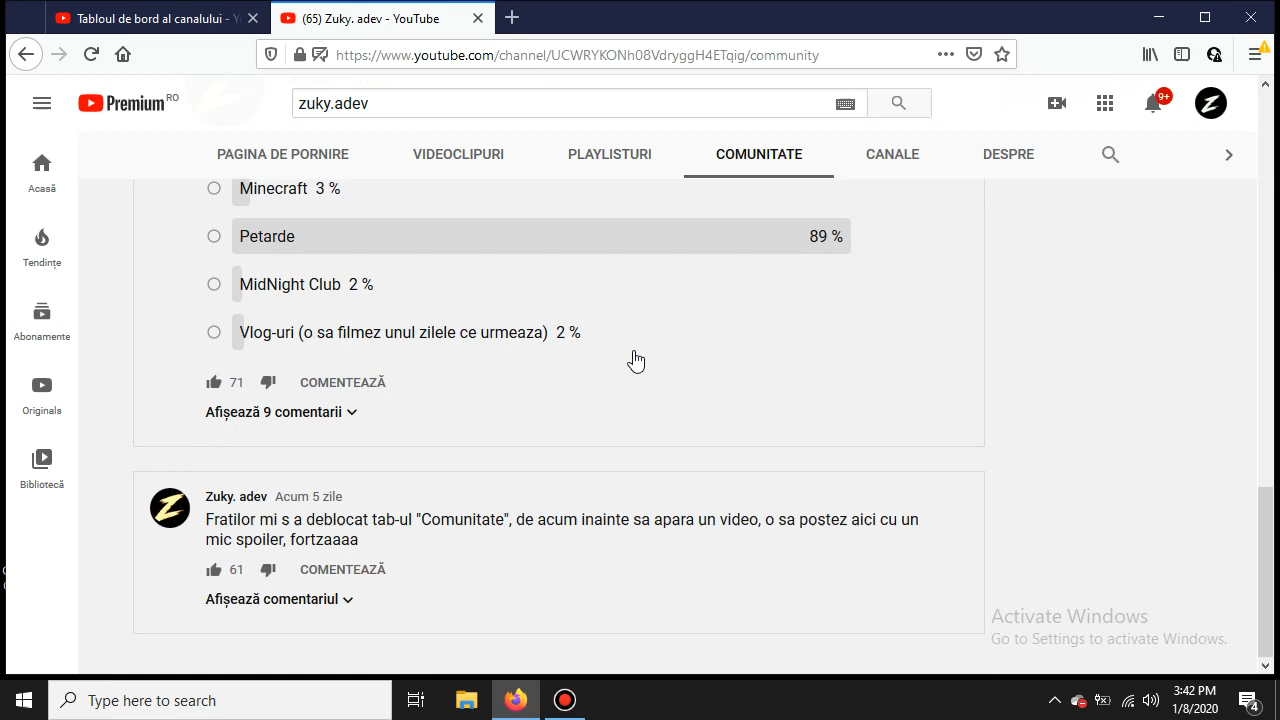 Tabloul de bord al canalului - Y
(65) Zuky. adev - YouTube
https://www.youtube.com/channel/UCWRYKONh08VdryggH4ETqig/community
Premium RO
zuky.adev
9+
PAGINA DE PORNIRE
VIDEOCLIPURI
PLAYLISTURI
COMUNITATE
CANALE
DESPRE
Acasă
Tendințe
Abonamente
Originals
Bibliotecă
Minecraft 3 %
Petarde 89 %
MidNight Club 2 %
Vlog-uri (o sa filmez unul zilele ce urmeaza) 2 %
71 COMENTEAZĂ
Afișează 9 comentarii
Zuky. adev Acum 5 zile
Fratilor mi s a deblocat tab-ul "Comunitate", de acum inainte sa apara un video, o sa postez aici cu un
mic spoiler, fortzaaaa
61 COMENTEAZĂ
Afișează comentariul
Activate Windows
Go to Settings to activate Windows.
Type here to search
3:42 PM
1/8/2020
4